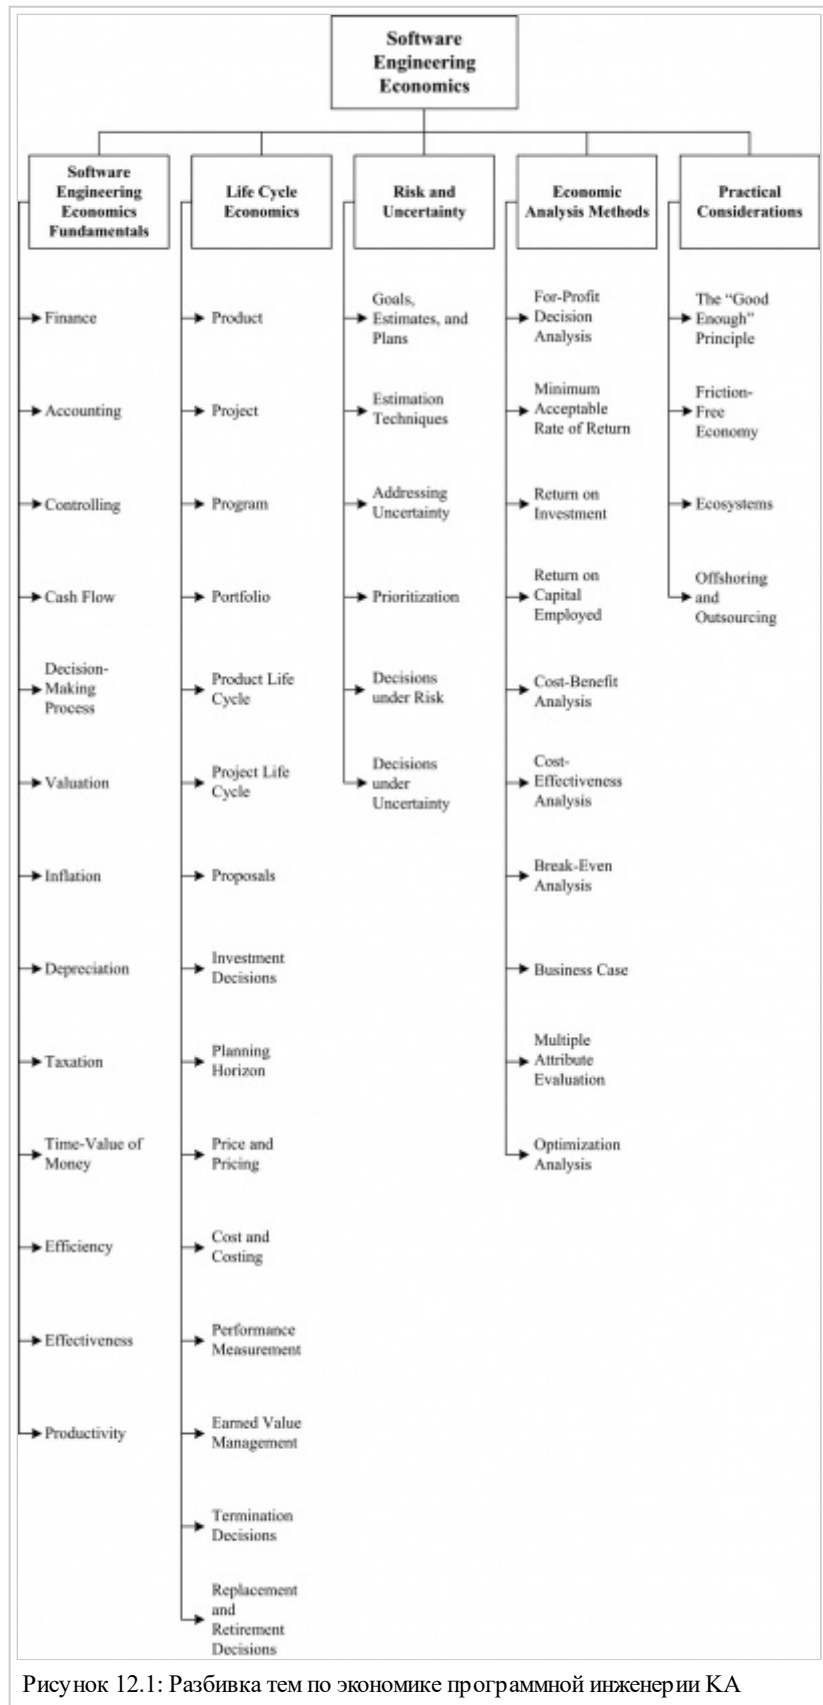 Software
Engineering
Economics
Software
Engineering
Economics
Fundamentals
Finance
Accounting
Controlling
Cash Flow
Decision-
Making
Process
Valuation
Inflation
Depreciation
Taxation
Time-Value of
Money
Efficiency
Effectiveness
Productivity
Life Cycle
Economics
Product
Project
Program
Portfolio
Product Life
Cycle
Project Life
Cycle
Proposals
Investment
Decisions
Planning
Horizon
Price and
Pricing
Cost and
Costing
Performance
Measurement
Earned Value
Management
Termination
Decisions
Replacement
and
Retirement
Decisions
Risk and
Uncertainty
Goals,
Estimates, and
Plans
Estimation
Techniques
Addressing
Uncertainty
Prioritization
Decisions
under Risk
Decisions
under
Uncertainty
Economic
Analysis Methods
For-Profit
Decision
Analysis
Minimum
Acceptable
Rate of Return
Return on
Investment
Return on
Capital
Employed
Cost-Benefit
Analysis
Cost-
Effectiveness
Analysis
Break-Even
Analysis
Business Case
Multiple
Attribute
Evaluation
Optimization
Analysis
Practical
Considerations
The “Good
Enough”
Principle
Friction-
Free
Economy
Ecosystems
Offshoring
and
Outsourcing
Рисунок 12.1: Разбивка тем по экономике программной инженерии KA